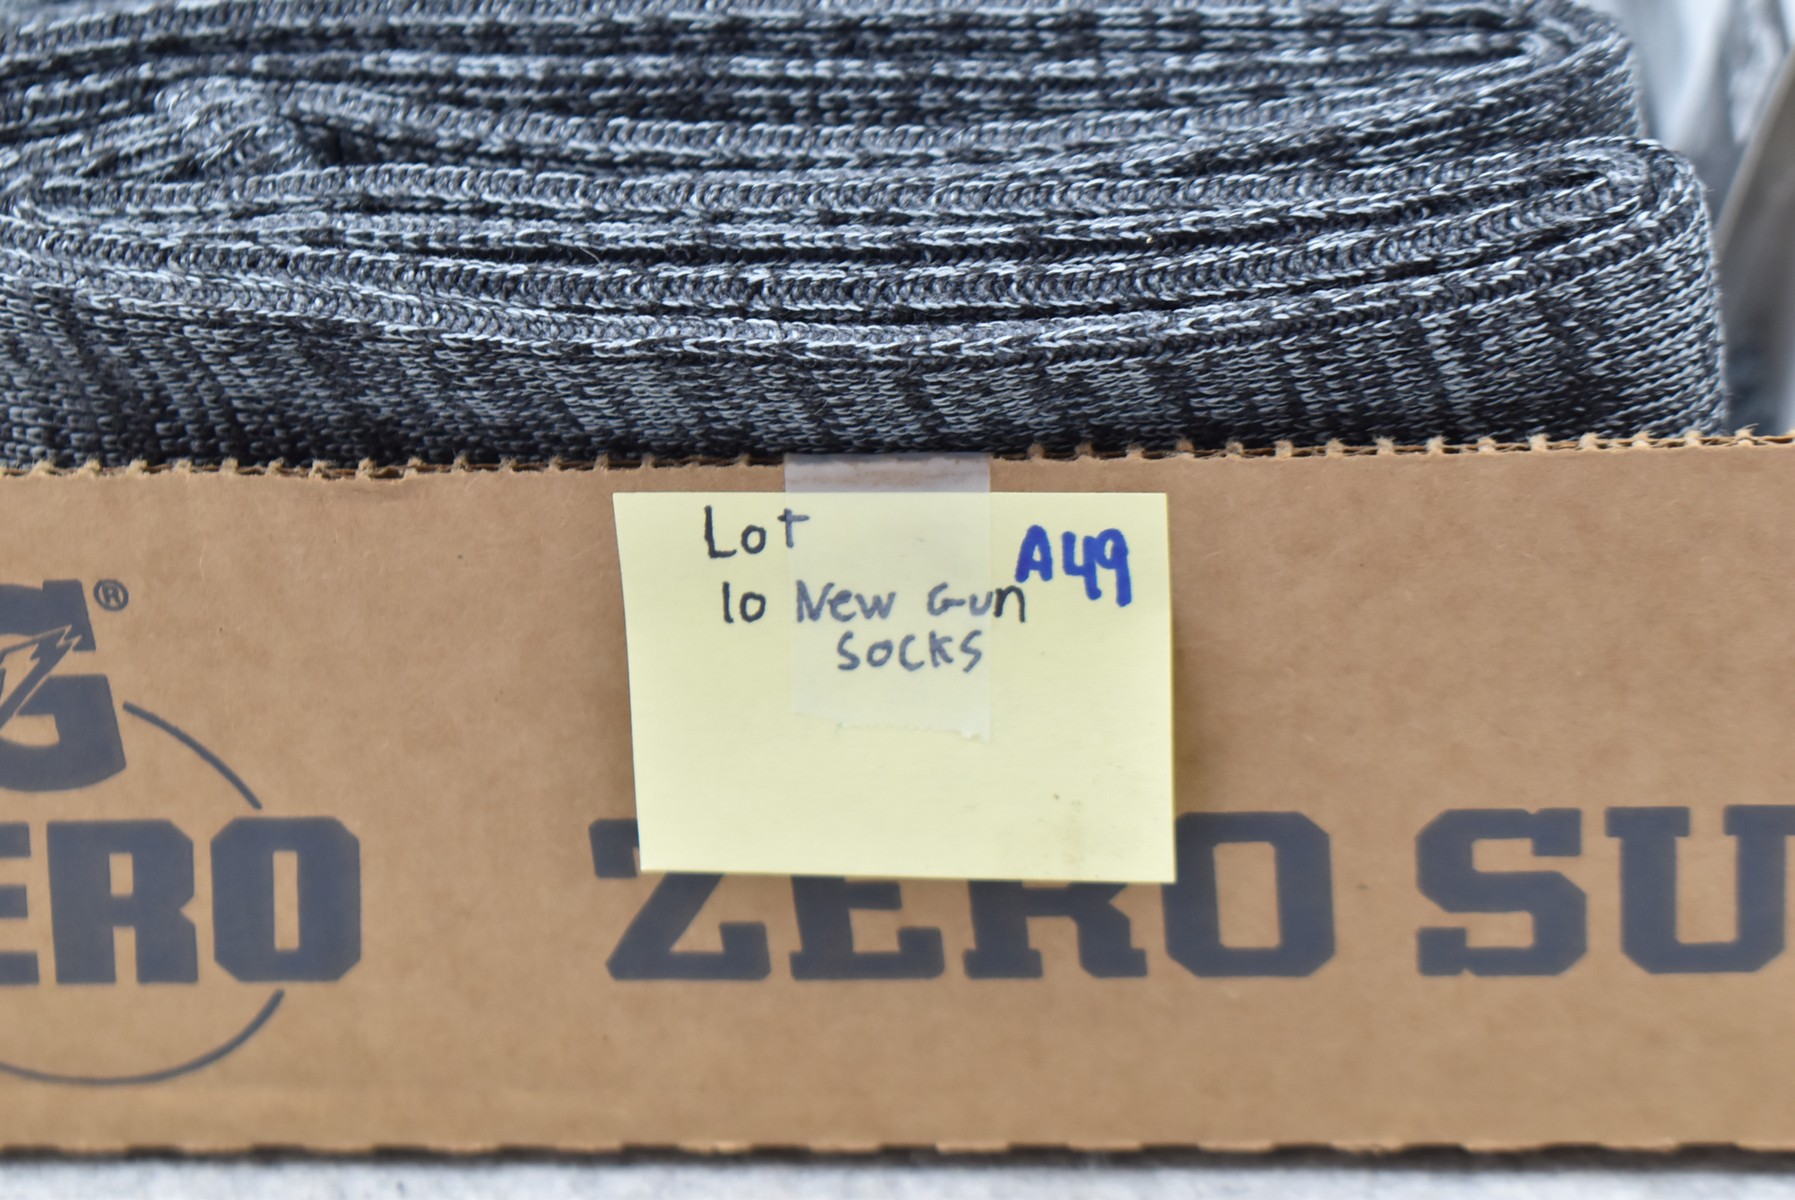 Lot
A49
10 New Gun
Socks
G®
ERO
ZERO SU